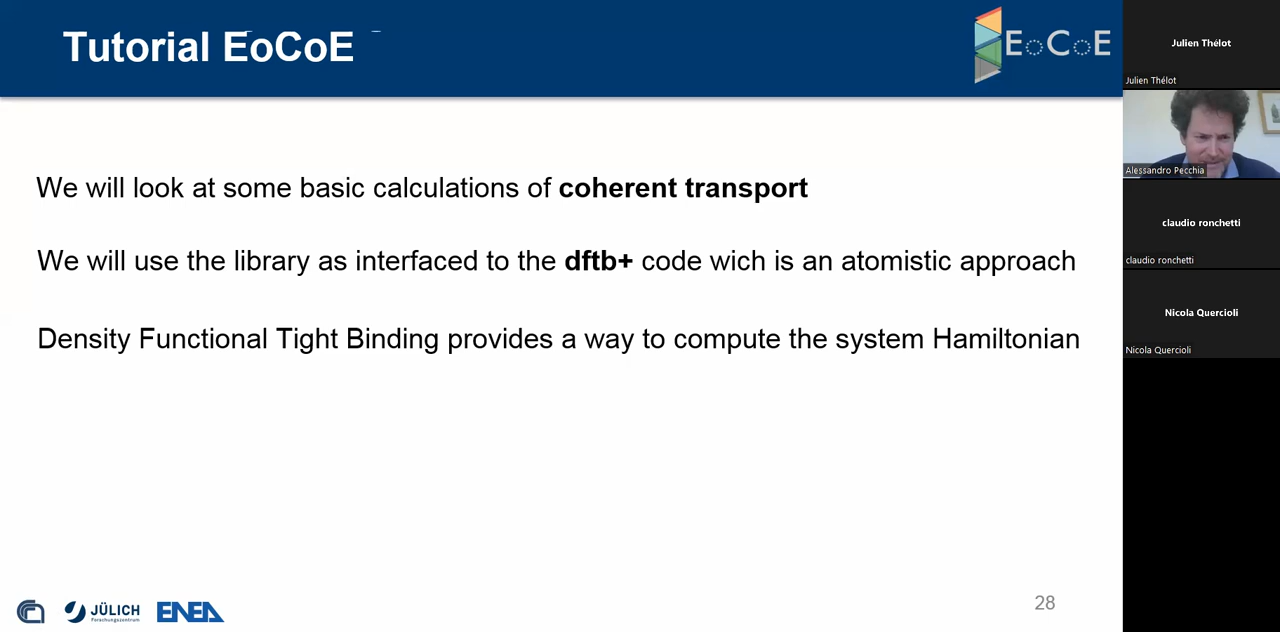 Tutorial EoCoE
EoCoE
We will look at some basic calculations of coherent transport
We will use the library as interfaced to the dftb+ code wich is an atomistic approach
Density Functional Tight Binding provides a way to compute the system Hamiltonian
JÜLICH
Forschungszentrum
ENEA
28
Julien Thélot
Julien Thélot
Alessandro Pecchia
claudio ronchetti
claudio ronchetti
Nicola Quercioli
Nicola Quercioli